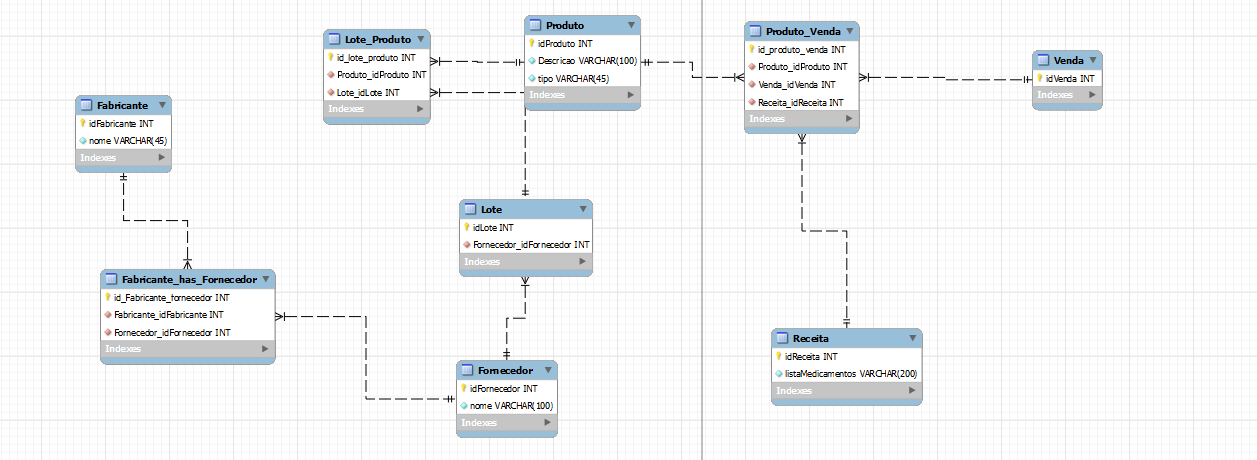 Produto
idProduto INT
Descricao VARCHAR(100)
tipo VARCHAR(45)
Indexes
Lote_Produto
id_lote_produto INT
Produto_idProduto INT
Lote_idLote INT
Indexes
Produto_Venda
id_produto_venda INT
Produto_idProduto INT
Venda_idVenda INT
Receita_idReceita INT
Indexes
Venda
idVenda INT
Indexes
Fabricante
idFabricante INT
nome VARCHAR(45)
Indexes
Lote
idLote INT
Fornecedor_idFornecedor INT
Indexes
Fabricante_has_Fornecedor
id_Fabricante_fornecedor INT
Fabricante_idFabricante INT
Fornecedor_idFornecedor INT
Indexes
Receita
idReceita INT
listaMedicamentos VARCHAR(200)
Indexes
Fornecedor
idFornecedor INT
nome VARCHAR(100)
Indexes